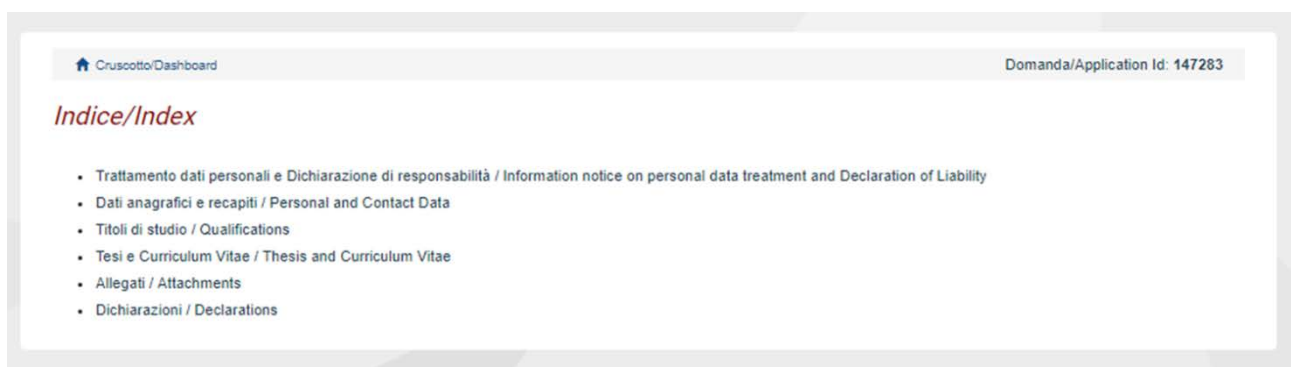 Cruscotto/Dashboard Domanda/Application Id: 147283
Indice/Index
• Trattamento dati personali e Dichiarazione di responsabilità / Information notice on personal data treatment and Declaration of Liability
• Dati anagrafici e recapiti / Personal and Contact Data
• Titoli di studio / Qualifications
• Tesi e Curriculum Vitae / Thesis and Curriculum Vitae
• Allegati / Attachments
• Dichiarazioni / Declarations